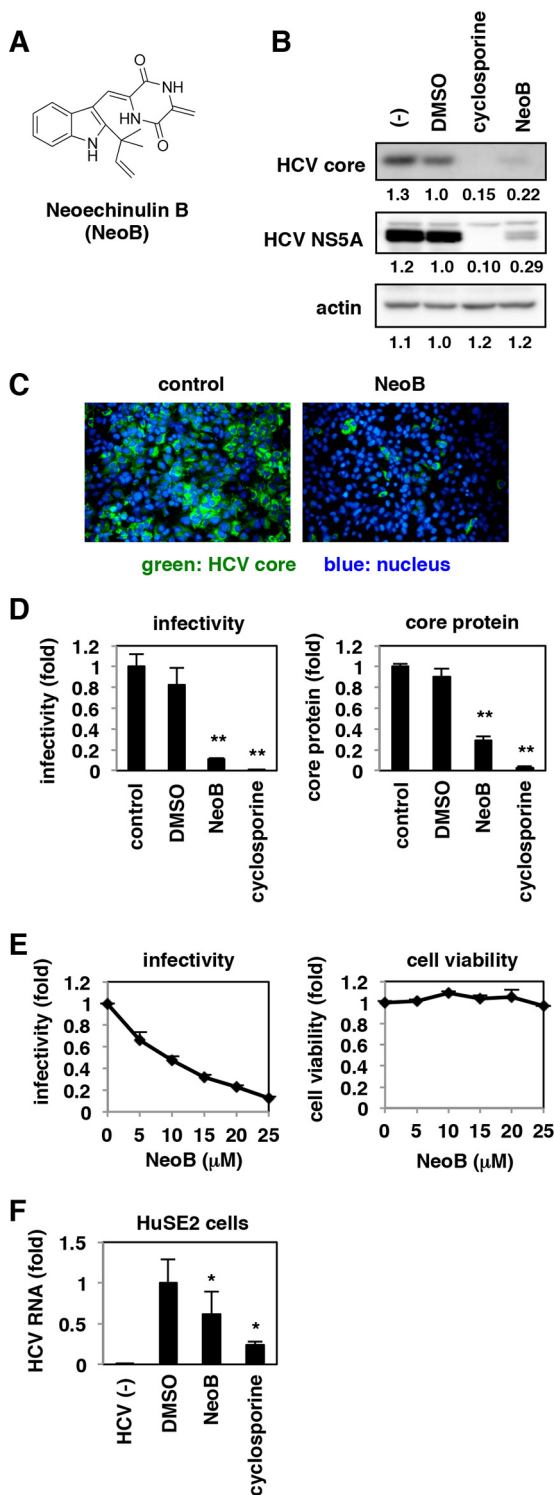 A
O
NH
HN
O
N
H
Neoechinulin B
(NeoB)
B
(-) DMSO cyclosporine NeoB
HCV core
1.3 1.0 0.15 0.22
HCV NS5A
1.2 1.0 0.10 0.29
actin
1.1 1.0 1.2 1.2
C
control NeoB
green: HCV core blue: nucleus
D
infectivity
infectivity (fold)
1.2
1
0.8
0.6
0.4
0.2
0
** **
control DMSO NeoB cyclosporine
core protein
core protein (fold)
1.2
1
0.8
0.6
0.4
0.2
0
** **
control DMSO NeoB cyclosporine
E
infectivity
infectivity (fold)
1.2
1
0.8
0.6
0.4
0.2
0
0 5 10 15 20 25
NeoB (μM)
cell viability
cell viability (fold)
1.2
1
0.8
0.6
0.4
0.2
0
0 5 10 15 20 25
NeoB (μM)
F
HuSE2 cells
HCV RNA (fold)
1.5
1
0.5
0
* *
HCV (-) DMSO NeoB cyclosporine